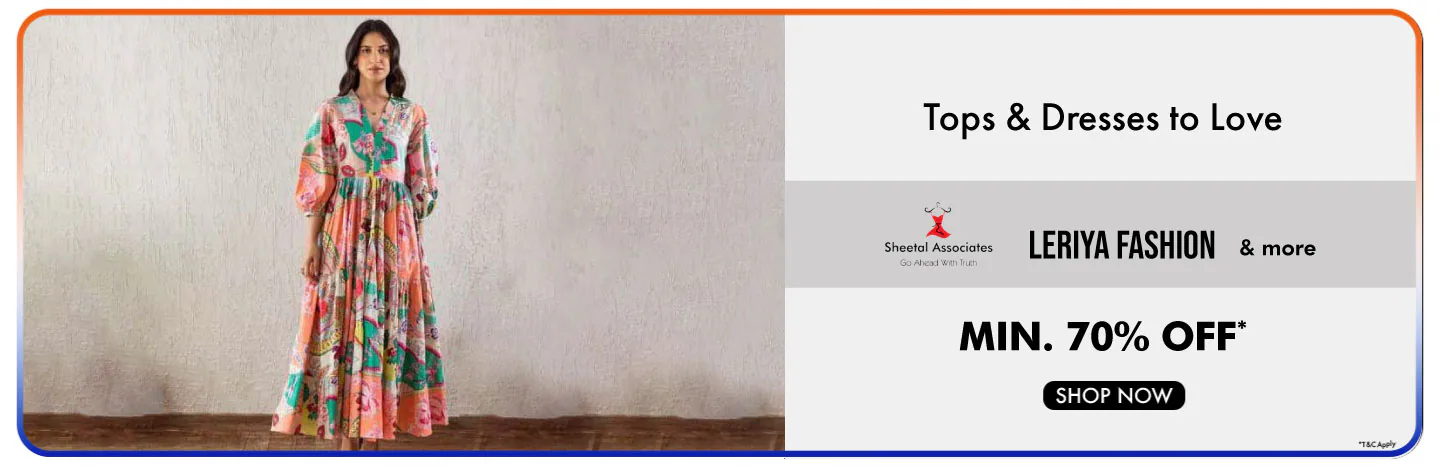 Tops & Dresses to Love
Sheetal Associates
Go Ahead With Truth
LERIYA FASHION
& more
MIN. 70% OFF*
SHOP NOW
*T&C Apply